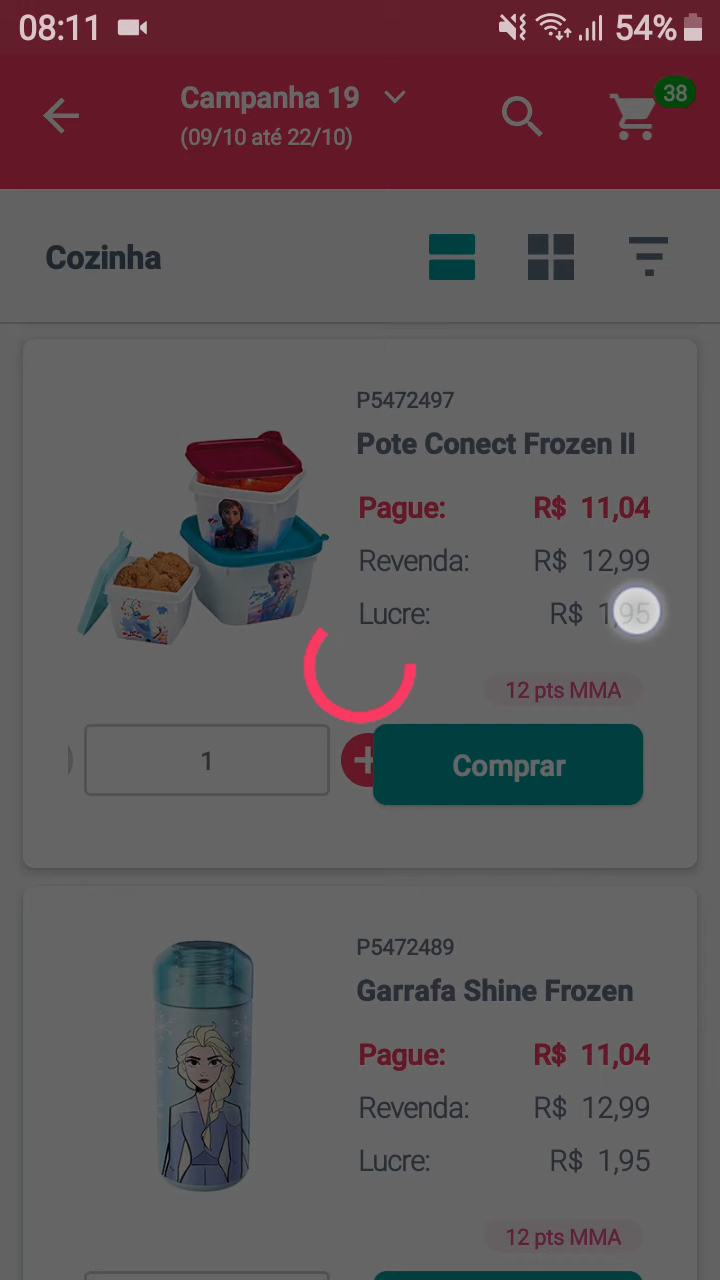 08:11
54%
Campanha 19
38
(09/10 até 22/10)
Cozinha
P5472497
Pote Conect Frozen II
Pague: R$ 11,04
Revenda: R$ 12,99
Lucre: R$ 1,95
12 pts MMA
1
Comprar
P5472489
Garrafa Shine Frozen
Pague: R$ 11,04
Revenda: R$ 12,99
Lucre: R$ 1,95
12 pts MMA